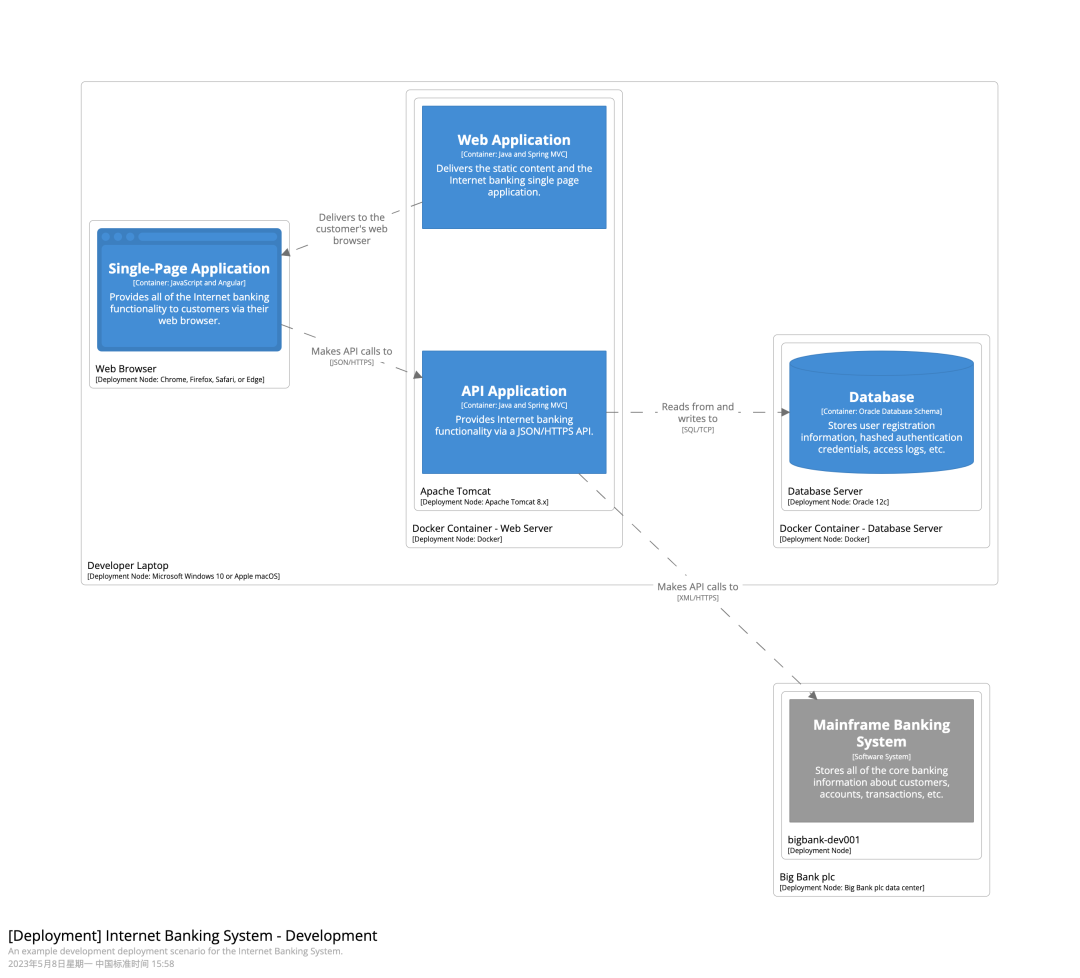 Web Application
[Container: Java and Spring MVC]
Delivers the static content and the
Internet banking single page
application.
Delivers to the
customer's web
browser
Single-Page Application
[Container: JavaScript and Angular]
Provides all of the Internet banking
functionality to customers via their
web browser.
Web Browser
[Deployment Node: Chrome, Firefox, Safari, or Edge]
Makes API calls to
[JSON/HTTPS]
API Application
[Container: Java and Spring MVC]
Provides Internet banking
functionality via a JSON/HTTPS API.
Reads from and
writes to
[SQL/TCP]
Database
[Container: Oracle Database Schema]
Stores user registration
information, hashed authentication
credentials, access logs, etc.
Apache Tomcat
[Deployment Node: Apache Tomcat 8.x]
Database Server
[Deployment Node: Oracle 12c]
Docker Container - Web Server
[Deployment Node: Docker]
Docker Container - Database Server
[Deployment Node: Docker]
Developer Laptop
[Deployment Node: Microsoft Windows 10 or Apple macOS]
Makes API calls to
[XML/HTTPS]
Mainframe Banking
System
[Software System]
Stores all of the core banking
information about customers,
accounts, transactions, etc.
bigbank-dev001
[Deployment Node]
Big Bank plc
[Deployment Node: Big Bank plc data center]
[Deployment] Internet Banking System - Development
An example development deployment scenario for the Internet Banking System.
2023年5月8日星期一 中国标准时间 15:58